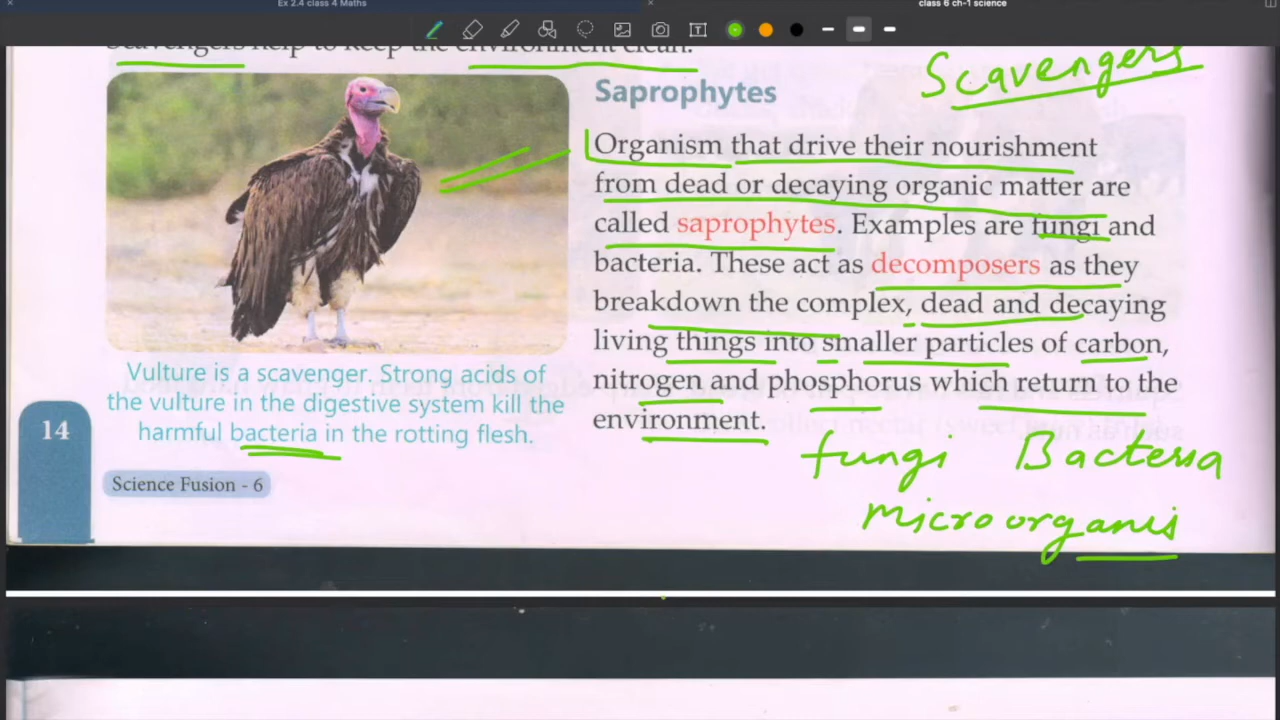 Ex 2.4 class 4 Maths
class 6 ch-1 science
Scavengers help to keep the environment clean.
Scavengers
Saprophytes
Organism that drive their nourishment
from dead or decaying organic matter are
called saprophytes. Examples are fungi and
bacteria. These act as decomposers as they
breakdown the complex, dead and decaying
living things into smaller particles of carbon,
nitrogen and phosphorus which return to the
environment.
Vulture is a scavenger. Strong acids of
the vulture in the digestive system kill the
harmful bacteria in the rotting flesh.
14
Science Fusion - 6
fungi Bacteria
Microorganis